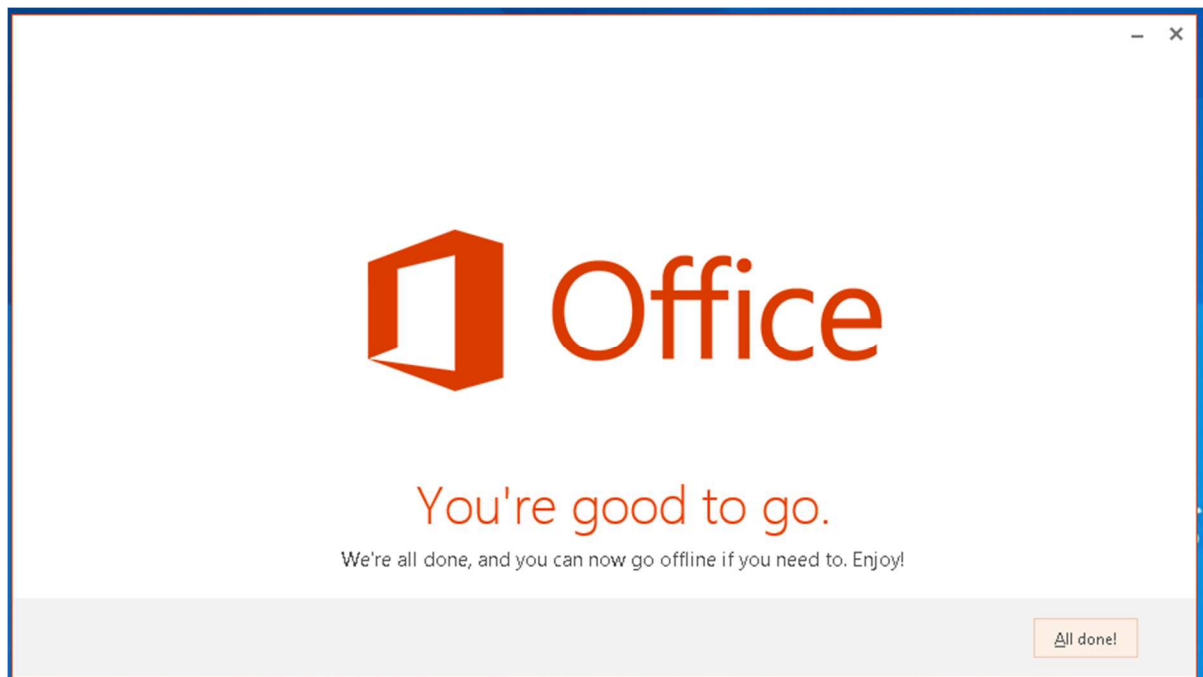 Office
You're good to go.
We're all done, and you can now go offline if you need to. Enjoy!
All done!